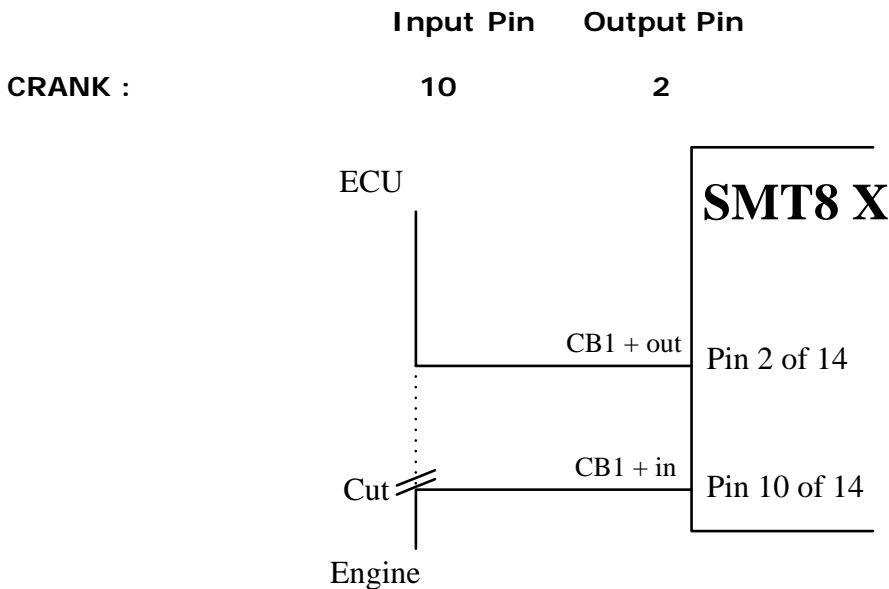 Input Pin Output Pin
CRANK : 10 2
ECU
SMT8 X
CB1 + out
Pin 2 of 14
CB1 + in
Pin 10 of 14
Cut
Engine